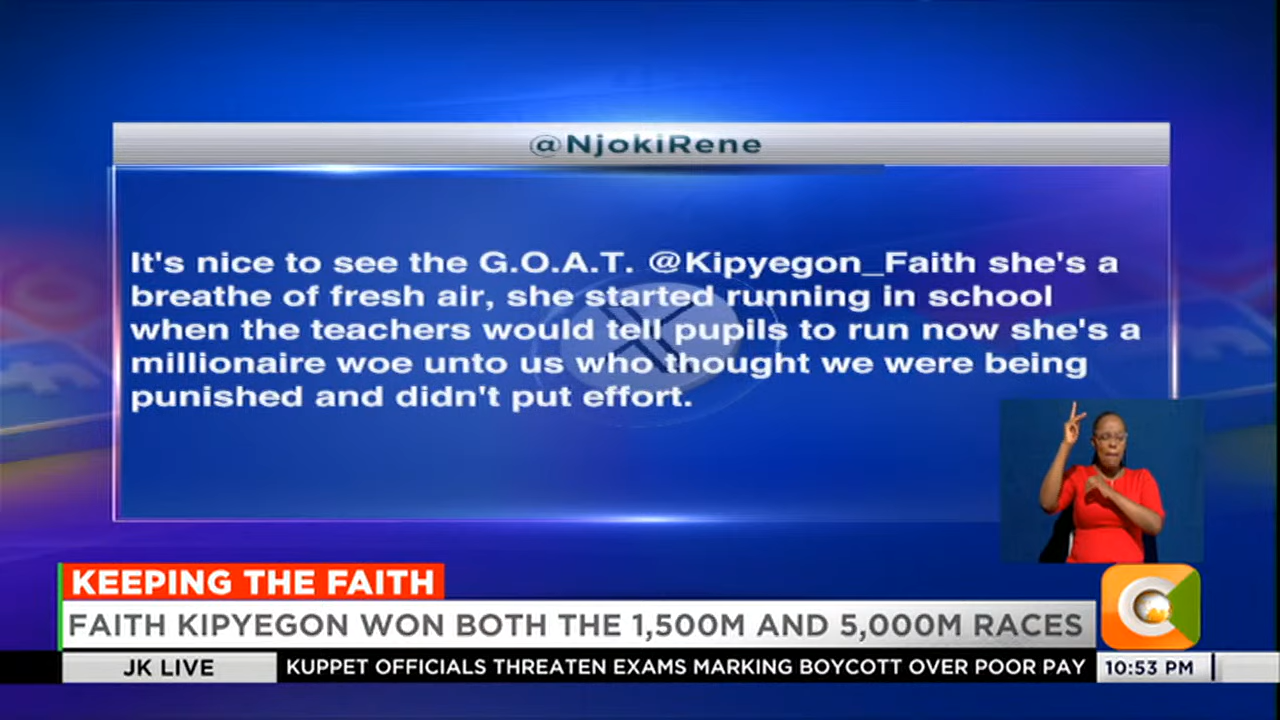 @NjokiRene
It's nice to see the G.O.A.T. @Kipyegon_Faith she's a
breathe of fresh air, she started running in school
when the teachers would tell pupils to run now she's a
millionaire woe unto us who thought we were being
punished and didn't put effort.
KEEPING THE FAITH
FAITH KIPYEGON WON BOTH THE 1,500M AND 5,000M RACES
JK LIVE
KUPPET OFFICIALS THREATEN EXAMS MARKING BOYCOTT OVER POOR PAY
10:53 PM